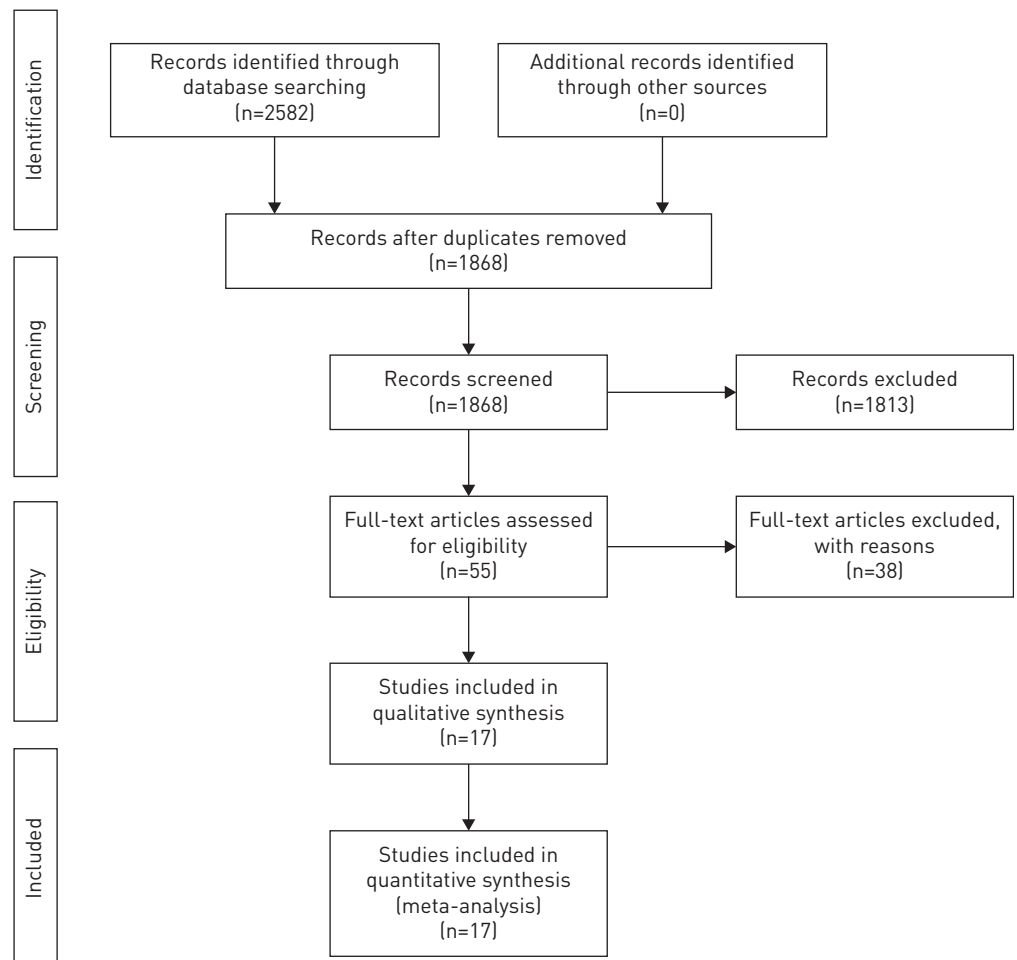 Identification
Records identified through
database searching
(n=2582)
Additional records identified
through other sources
(n=0)
Records after duplicates removed
(n=1868)
Screening
Records screened
(n=1868)
Records excluded
(n=1813)
Eligibility
Full-text articles assessed
for eligibility
(n=55)
Full-text articles excluded,
with reasons
(n=38)
Studies included in
qualitative synthesis
(n=17)
Included
Studies included in
quantitative synthesis
(meta-analysis)
(n=17)